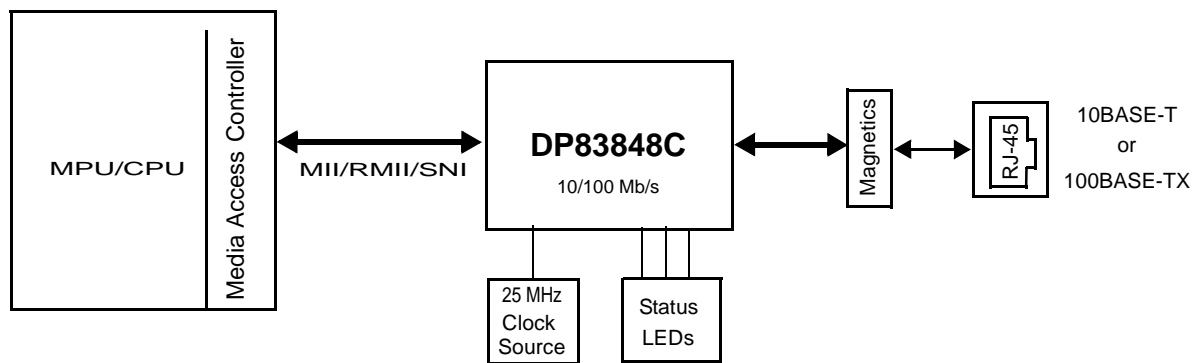 MPU/CPU
Media Access Controller
MII/RMII/SNI
DP83848C
10/100 Mb/s
25 MHz
Clock
Source
Status
LEDs
Magnetics
RJ-45
10BASE-T
or
100BASE-TX